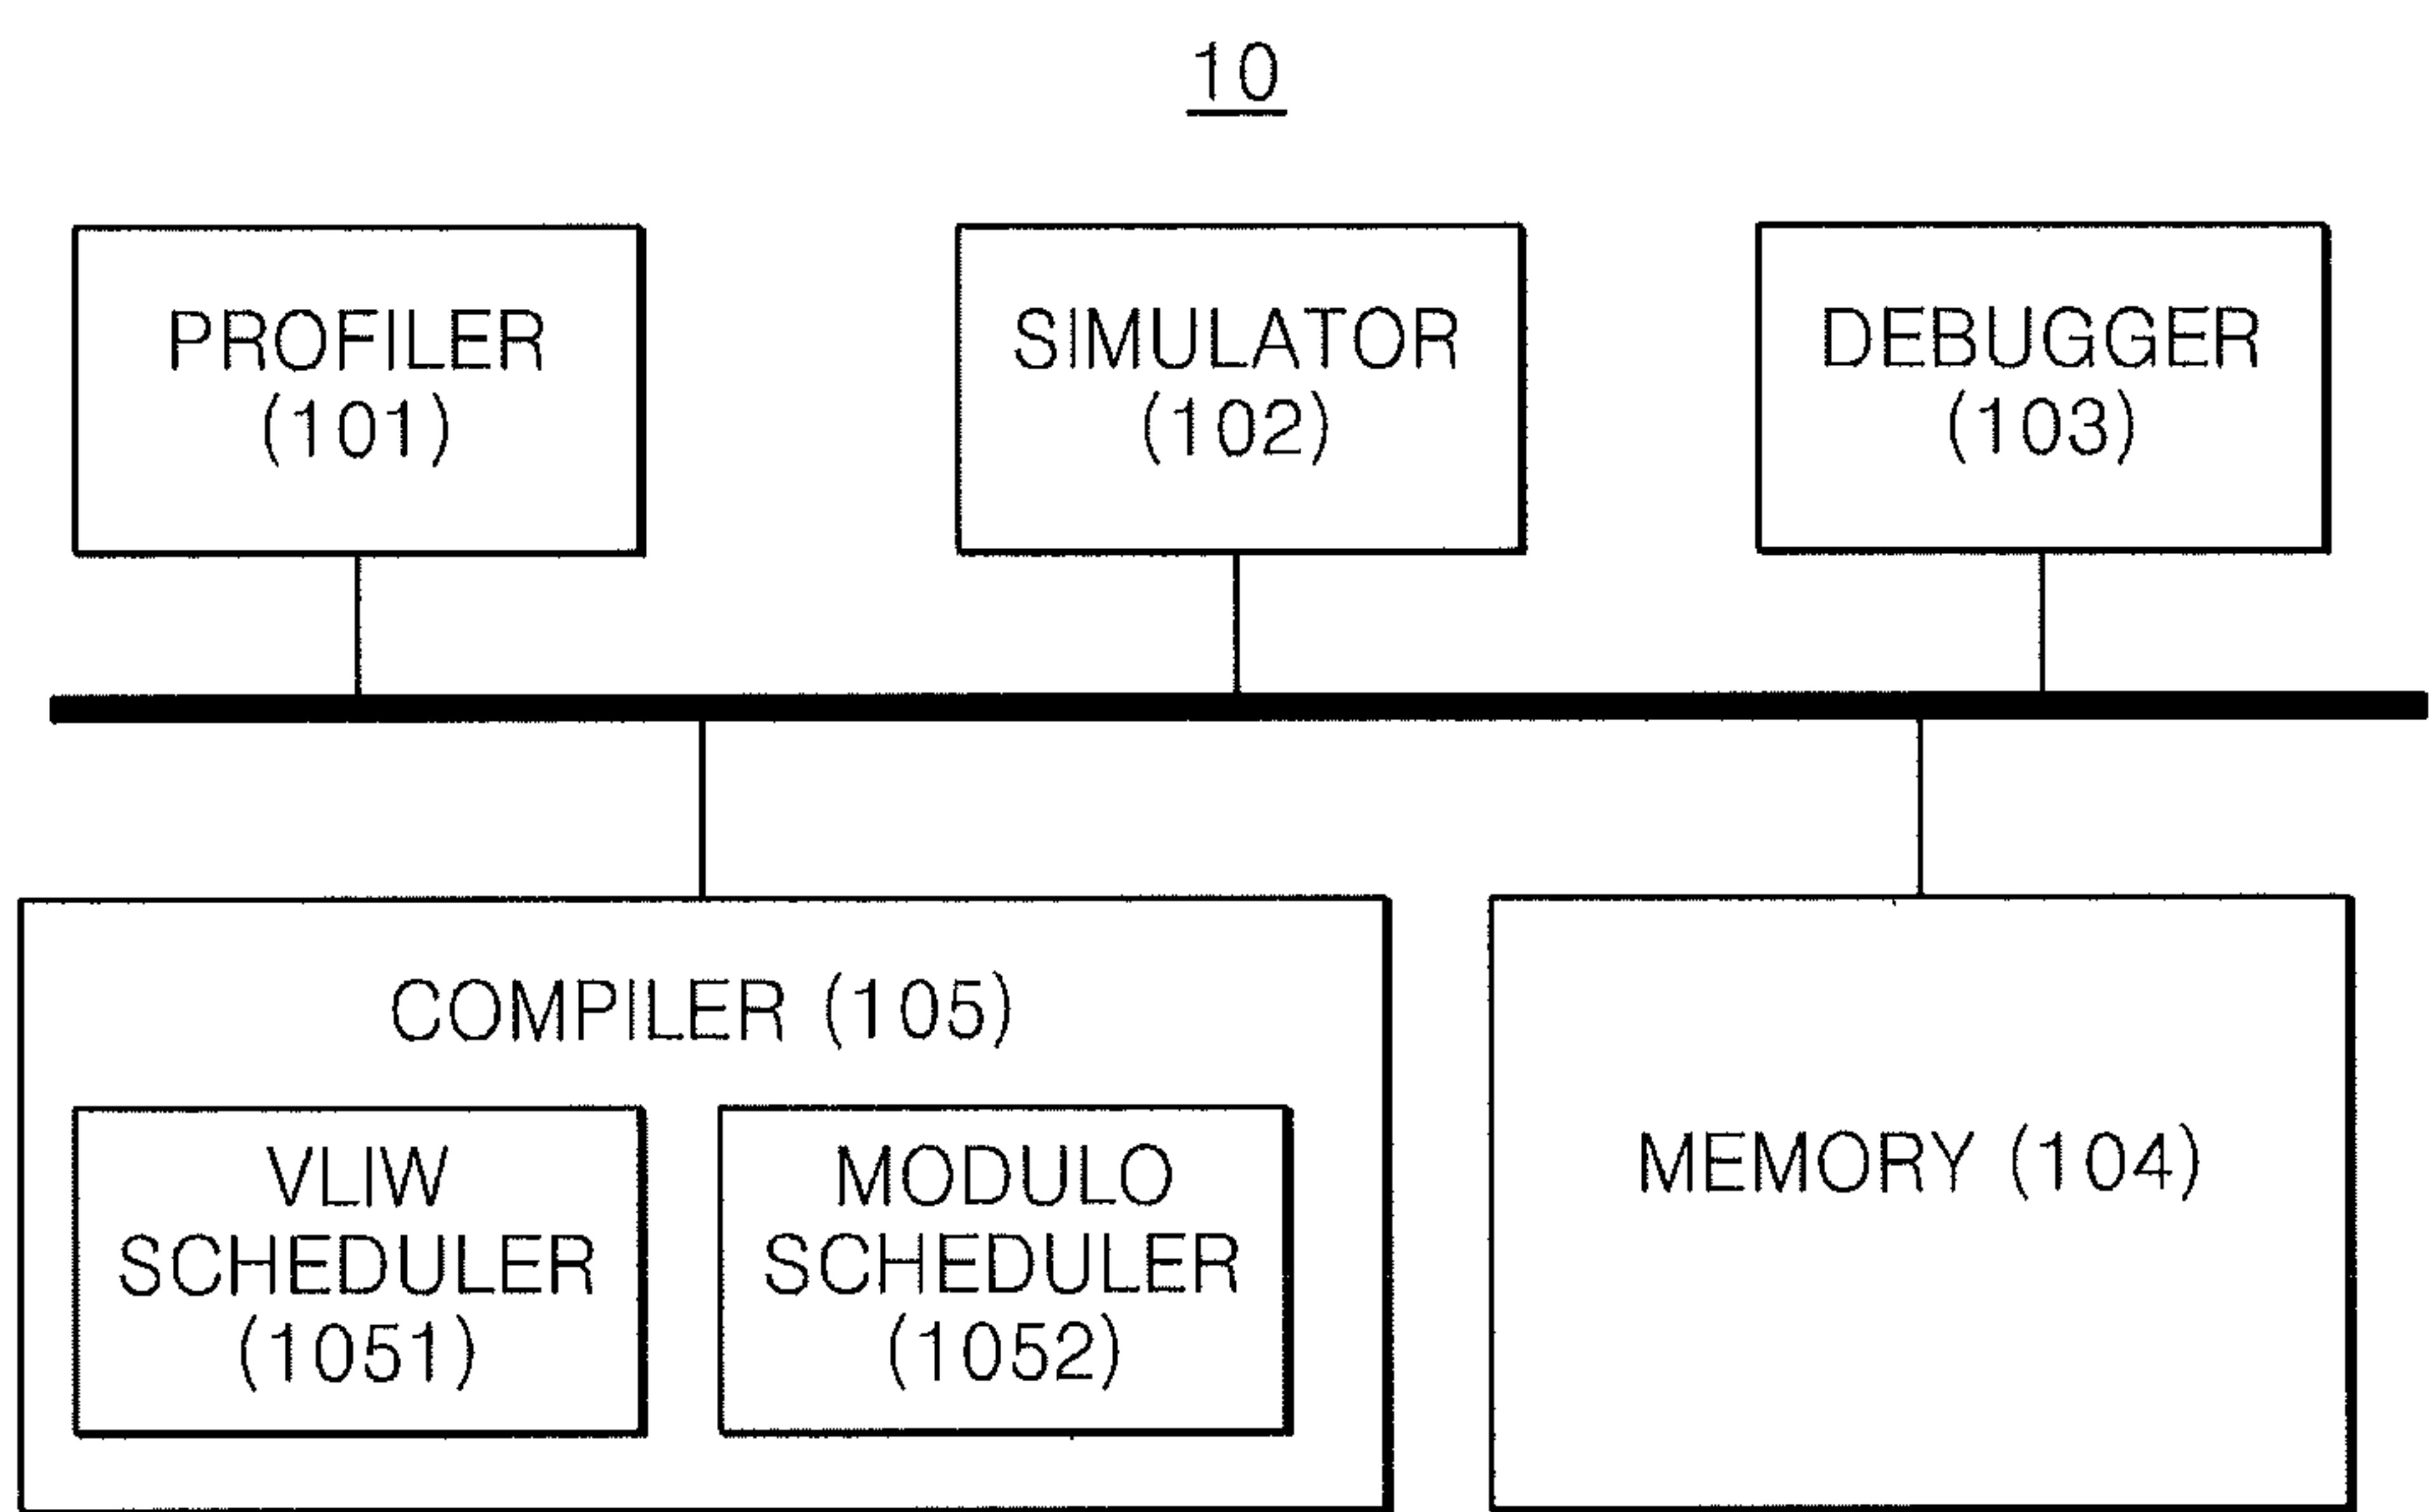 10
PROFILER
(101)
SIMULATOR
(102)
DEBUGGER
(103)
COMPILER (105)
VLIW
SCHEDULER
(1051)
MODULO
SCHEDULER
(1052)
MEMORY (104)